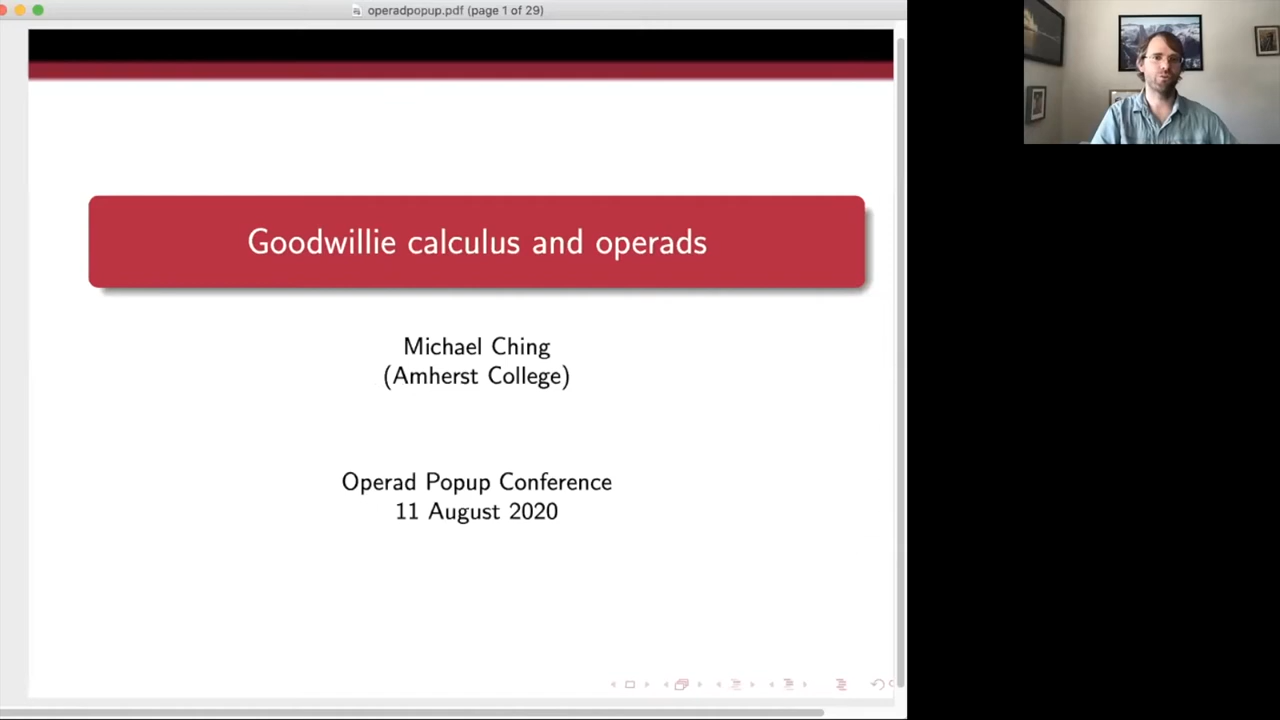 operadpopup.pdf (page 1 of 29)
Goodwillie calculus and operads
Michael Ching
(Amherst College)
Operad Popup Conference
11 August 2020